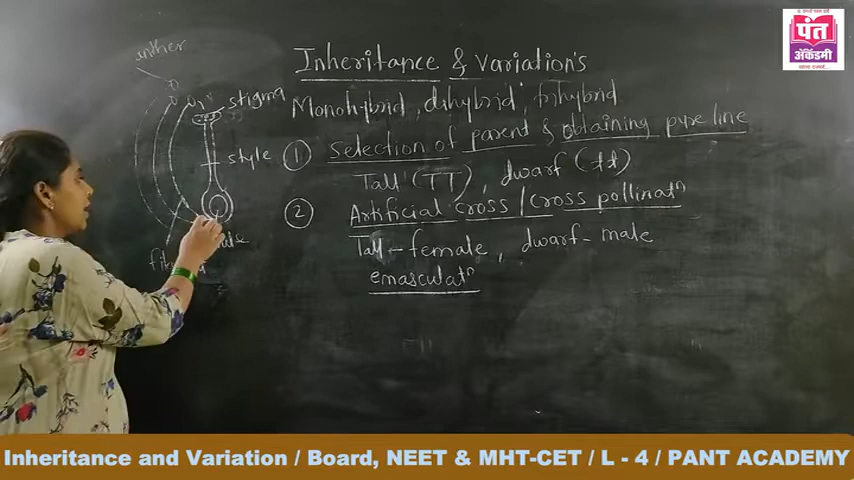 anther
Inheritance & variation's
stigma
Monohybrid, dihybrid, trihybrid
① Selection of parent & obtaining pure line
style
Tall (TT), dwarf (tt)
② Artificial cross / Cross pollinatⁿ
Tall - female, dwarf - male
emasculatⁿ
पंत
अ‍ॅकॅडमी
Inheritance and Variation / Board, NEET & MHT-CET / L - 4 / PANT ACADEMY